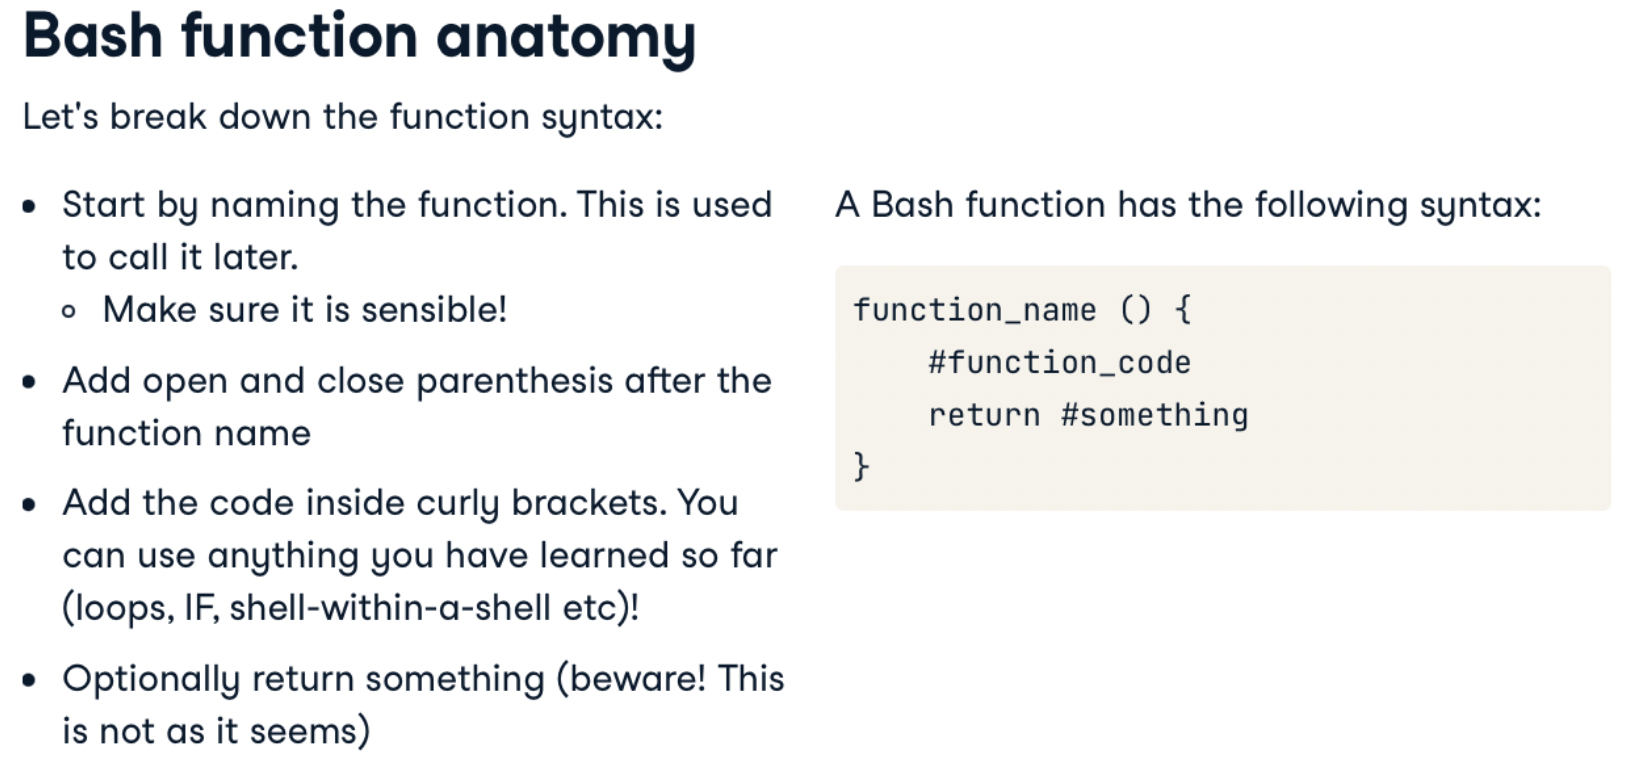 Bash function anatomy
Let's break down the function syntax:
• Start by naming the function. This is used
to call it later.
◦ Make sure it is sensible!
• Add open and close parenthesis after the
function name
• Add the code inside curly brackets. You
can use anything you have learned so far
(loops, IF, shell-within-a-shell etc)!
• Optionally return something (beware! This
is not as it seems)
A Bash function has the following syntax:
function_name () {
    #function_code
    return #something
}